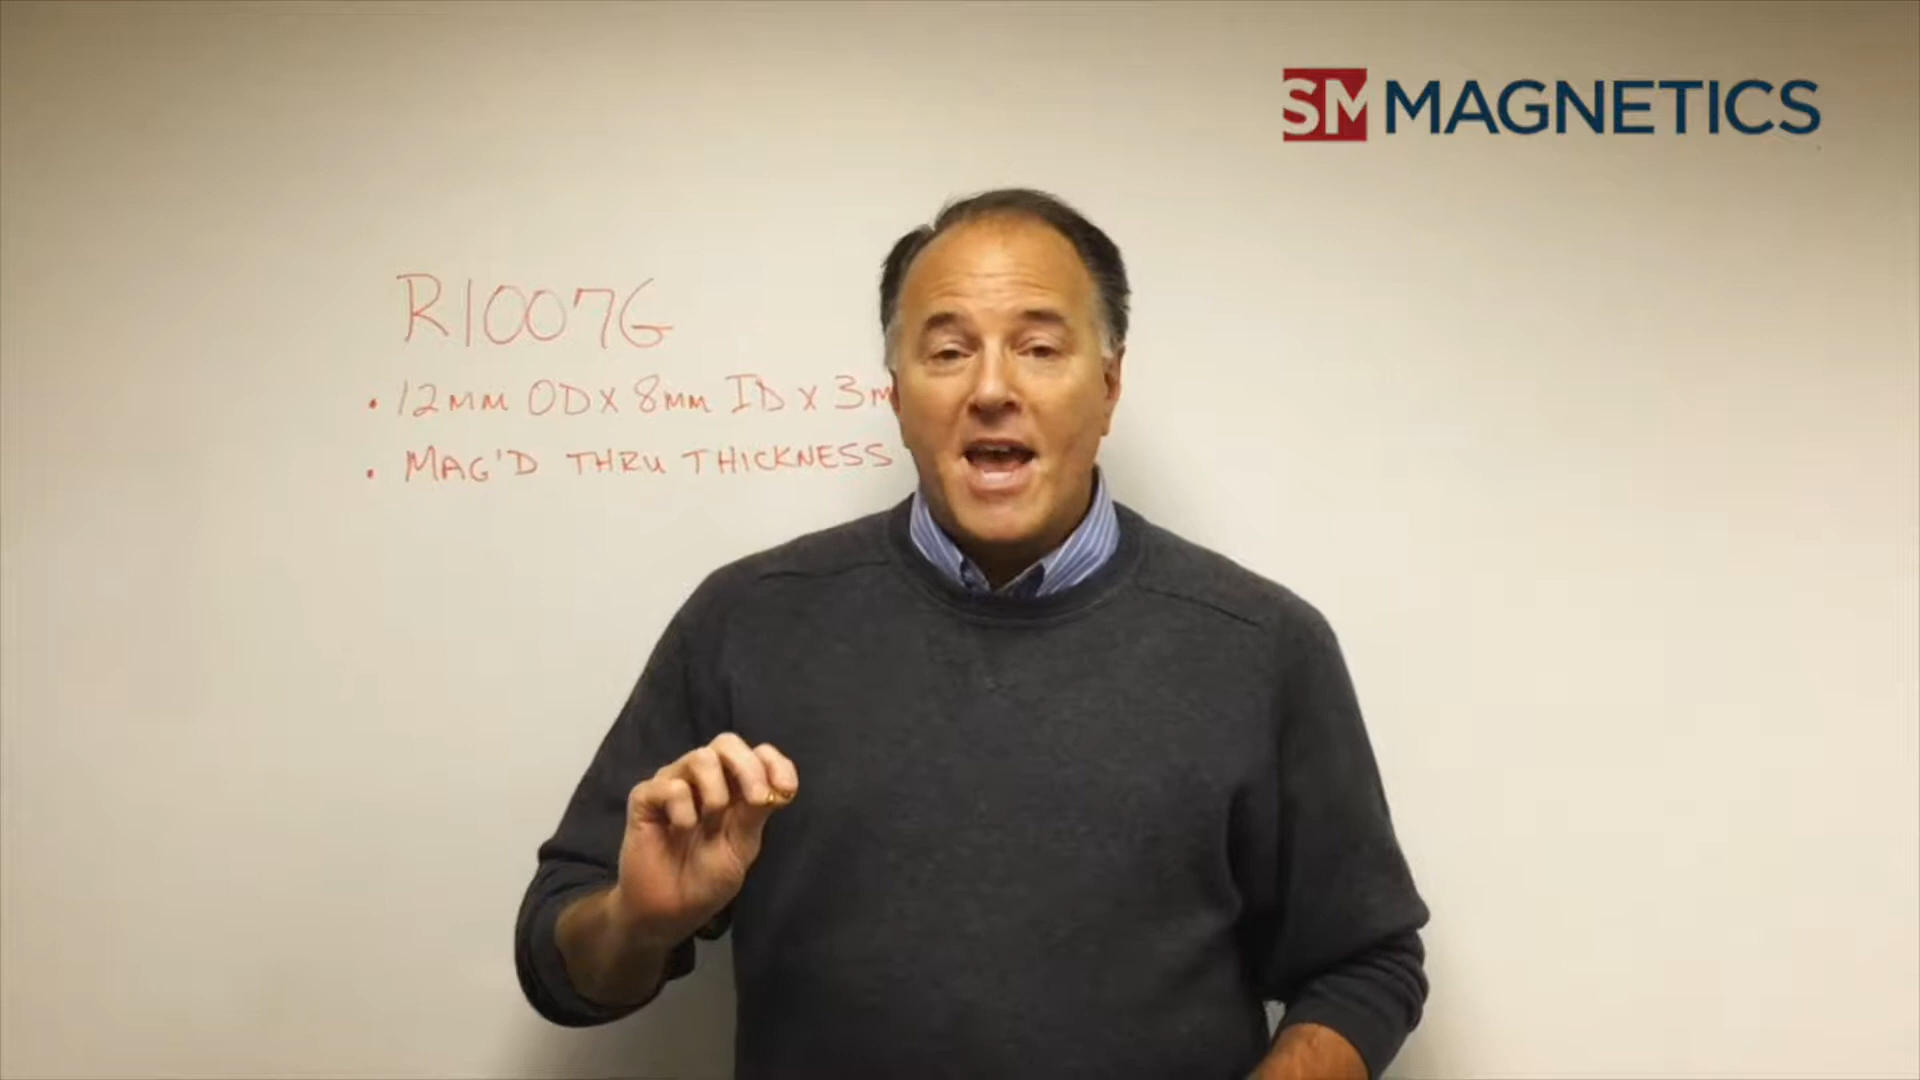 SM MAGNETICS
R1007G
• 12MM OD X 8MM ID X 3M
• MAG'D THRU THICKNESS